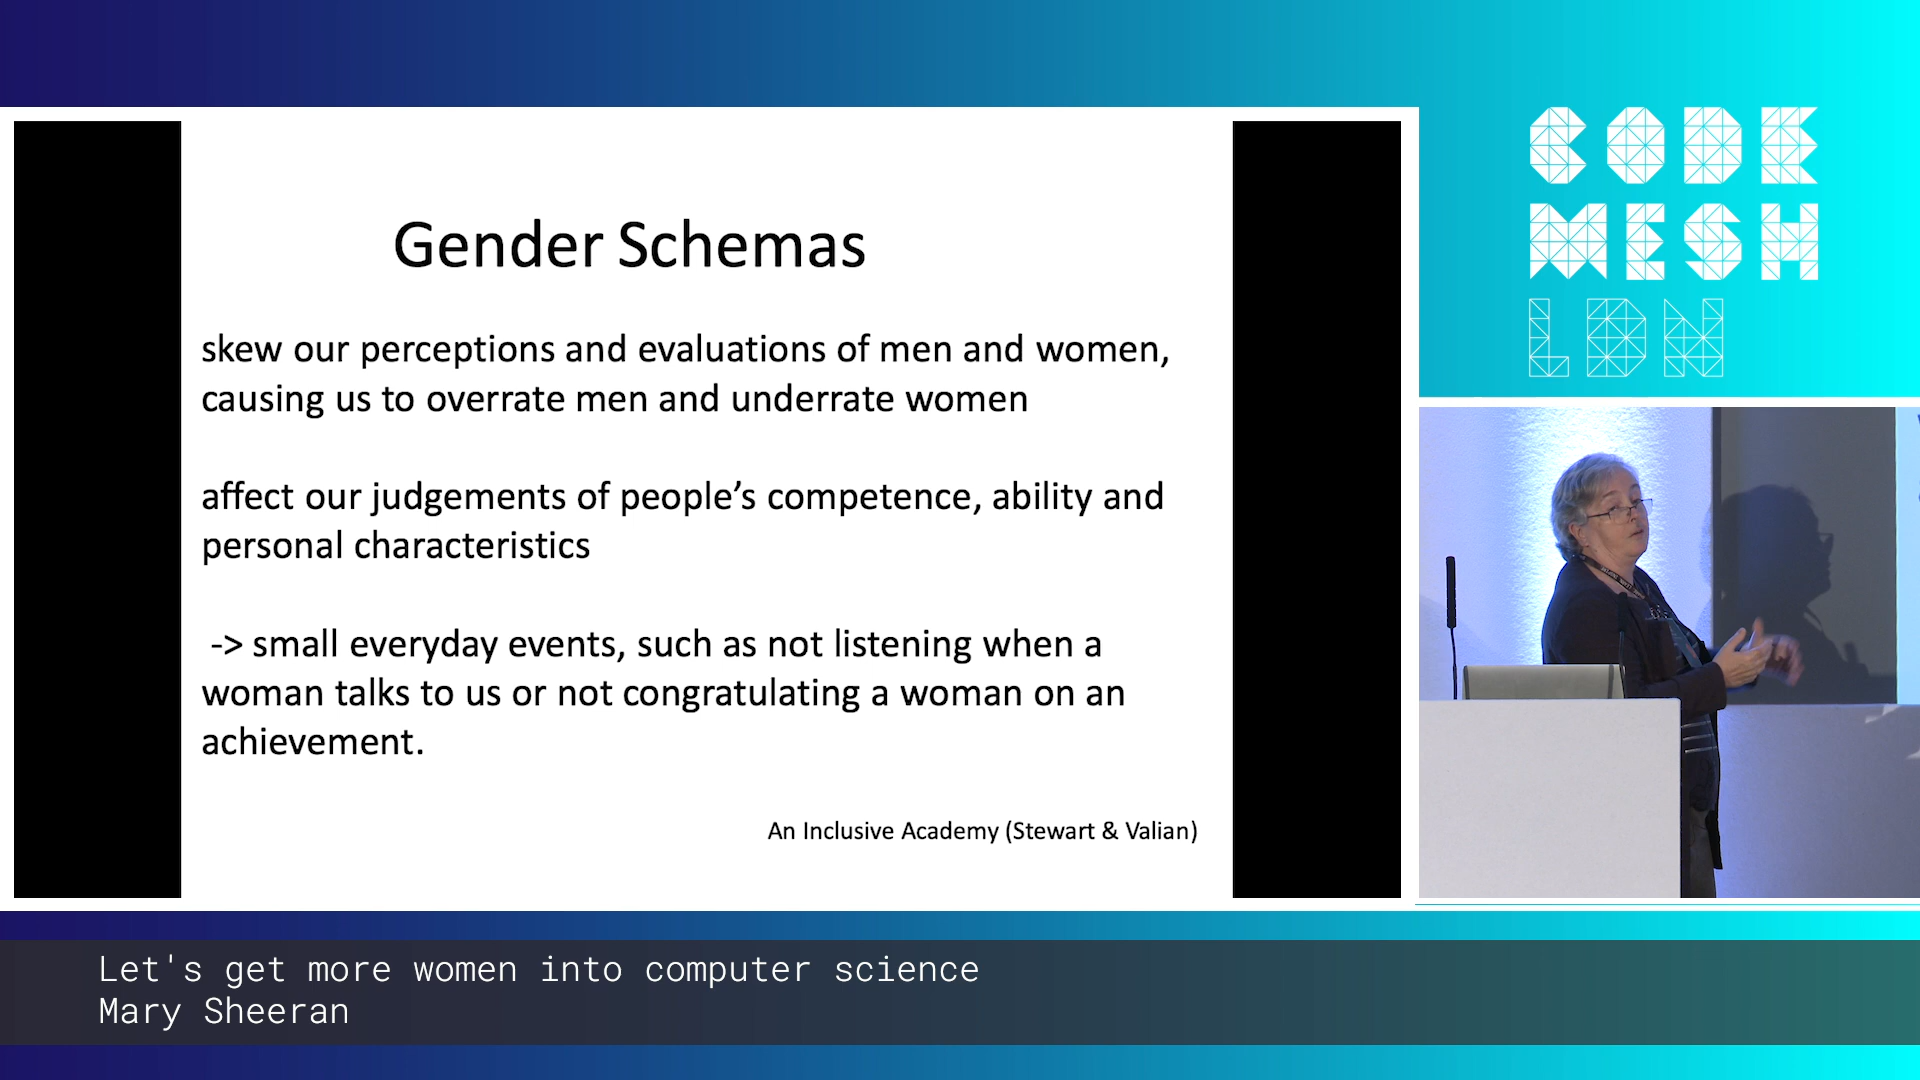 Gender Schemas
skew our perceptions and evaluations of men and women,
causing us to overrate men and underrate women
affect our judgements of people’s competence, ability and
personal characteristics
-> small everyday events, such as not listening when a
woman talks to us or not congratulating a woman on an
achievement.
An Inclusive Academy (Stewart & Valian)
CODE
MESH
LDN
Let's get more women into computer science
Mary Sheeran